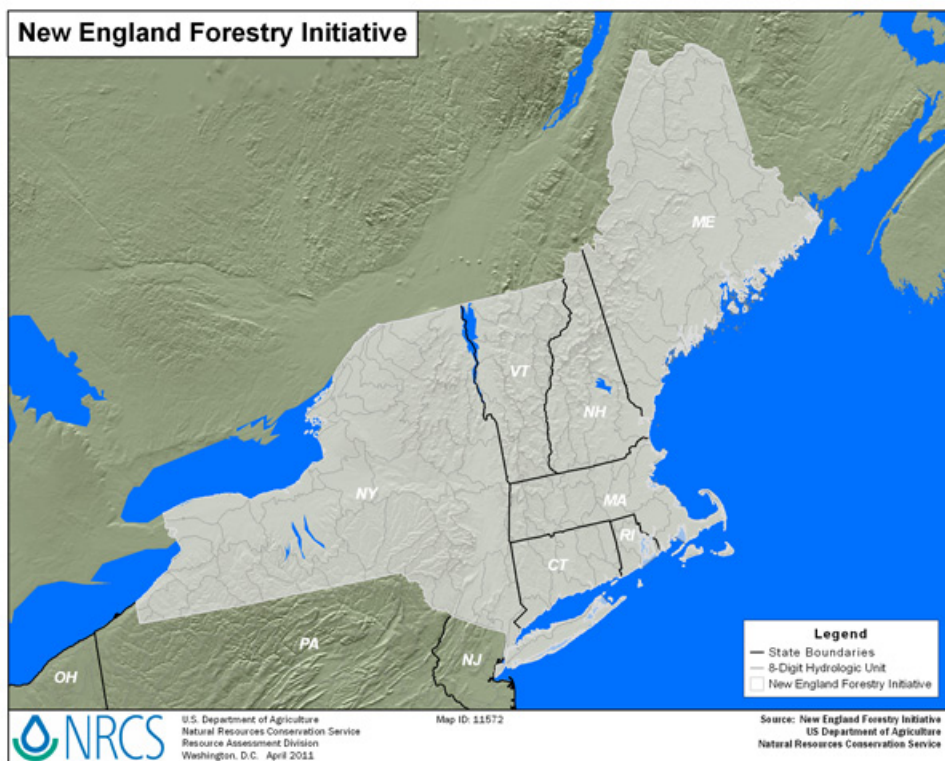 New England Forestry Initiative
ME
VT
NH
NY
MA
RI
CT
PA
NJ
OH
Legend
State Boundaries
8-Digit Hydrologic Unit
New England Forestry Initiative
NRCS
U.S. Department of Agriculture
Natural Resources Conservation Service
Resource Assessment Division
Washington, D.C. April 2011
Map ID: 11572
Source: New England Forestry Initiative
US Department of Agriculture
Natural Resources Conservation Service